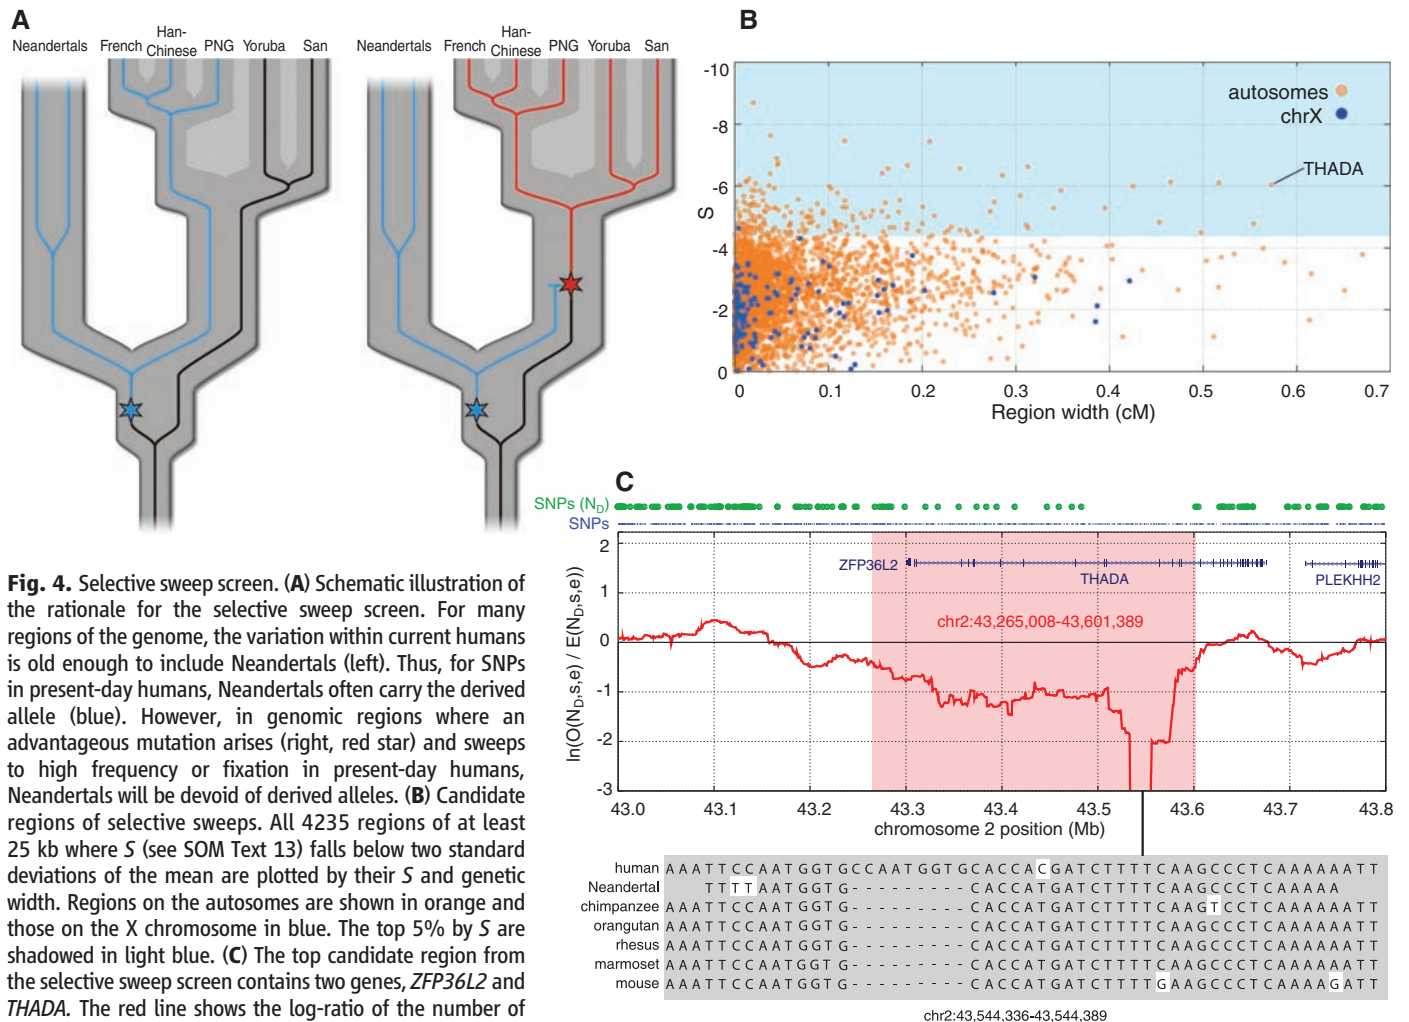 A
Neandertals French Han-Chinese PNG Yoruba San
Neandertals French Han-Chinese PNG Yoruba San
B
-10
-8
-6
-4
-2
0
S
autosomes
chrX
THADA
0 0.1 0.2 0.3 0.4 0.5 0.6 0.7
Region width (cM)
Fig. 4. Selective sweep screen. (A) Schematic illustration of
the rationale for the selective sweep screen. For many
regions of the genome, the variation within current humans
is old enough to include Neandertals (left). Thus, for SNPs
in present-day humans, Neandertals often carry the derived
allele (blue). However, in genomic regions where an
advantageous mutation arises (right, red star) and sweeps
to high frequency or fixation in present-day humans,
Neandertals will be devoid of derived alleles. (B) Candidate
regions of selective sweeps. All 4235 regions of at least
25 kb where S (see SOM Text 13) falls below two standard
deviations of the mean are plotted by their S and genetic
width. Regions on the autosomes are shown in orange and
those on the X chromosome in blue. The top 5% by S are
shadowed in light blue. (C) The top candidate region from
the selective sweep screen contains two genes, ZFP36L2 and
THADA. The red line shows the log-ratio of the number of
C
SNPs (ND)
SNPs
2
1
0
-1
-2
-3
ln(O(ND,s,e) / E(ND,s,e))
ZFP36L2
THADA
PLEKHH2
chr2:43,265,008-43,601,389
43.0 43.1 43.2 43.3 43.4 43.5 43.6 43.7 43.8
chromosome 2 position (Mb)
human AAATTCCAATGGTGCCAATGGTGCACCACGATCTTTTCAAGCCCTCAAAAAATT
Neandertal TTTTAATGGTG---------CACCATGATCTTTTCAAGCCCTCAAAAA
chimpanzee AAATTCCAATGGTG---------CACCATGATCTTTTCAAGTCCTCAAAAAATT
orangutan AAATTCCAATGGTG---------CACCATGATCTTTTCAAGCCCTCAAAAAATT
rhesus AAATTCCAATGGTG---------CACCATGATCTTTTCAAGCCCTCAAAAAATT
marmoset AAATTCCAATGGTG---------CACCATGATCTTTTCAAGCCCTCAAAAAATT
mouse AAATTCCAATGGTG---------CACCATGATCTTTTGAAGCCCTCAAAAGATT
chr2:43,544,336-43,544,389